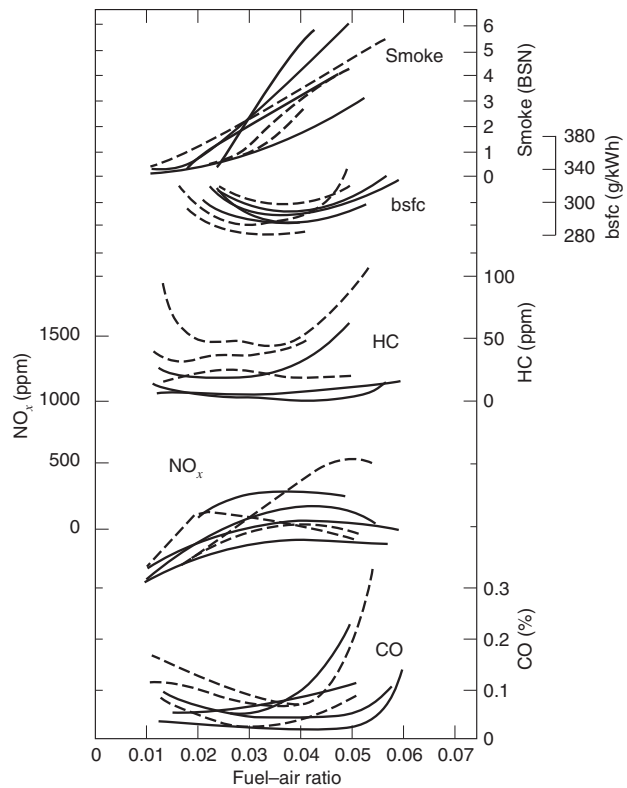 6
5
4
3
2
1
0
Smoke (BSN)
Smoke
380
340
300
280
bsfc (g/kWh)
bsfc
100
50
0
HC (ppm)
HC
1500
1000
500
0
NOx (ppm)
NOx
0.3
0.2
0.1
0
CO (%)
CO
0 0.01 0.02 0.03 0.04 0.05 0.06 0.07
Fuel–air ratio